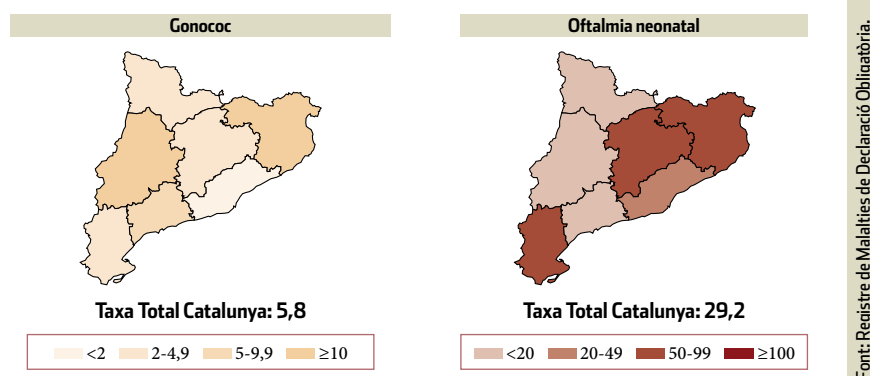 Gonococ
Oftalmia neonatal
Taxa Total Catalunya: 5,8
Taxa Total Catalunya: 29,2
<2 2-4,9 5-9,9 ≥10
<20 20-49 50-99 ≥100
Font: Registre de Malalties de Declaració Obligatòria.